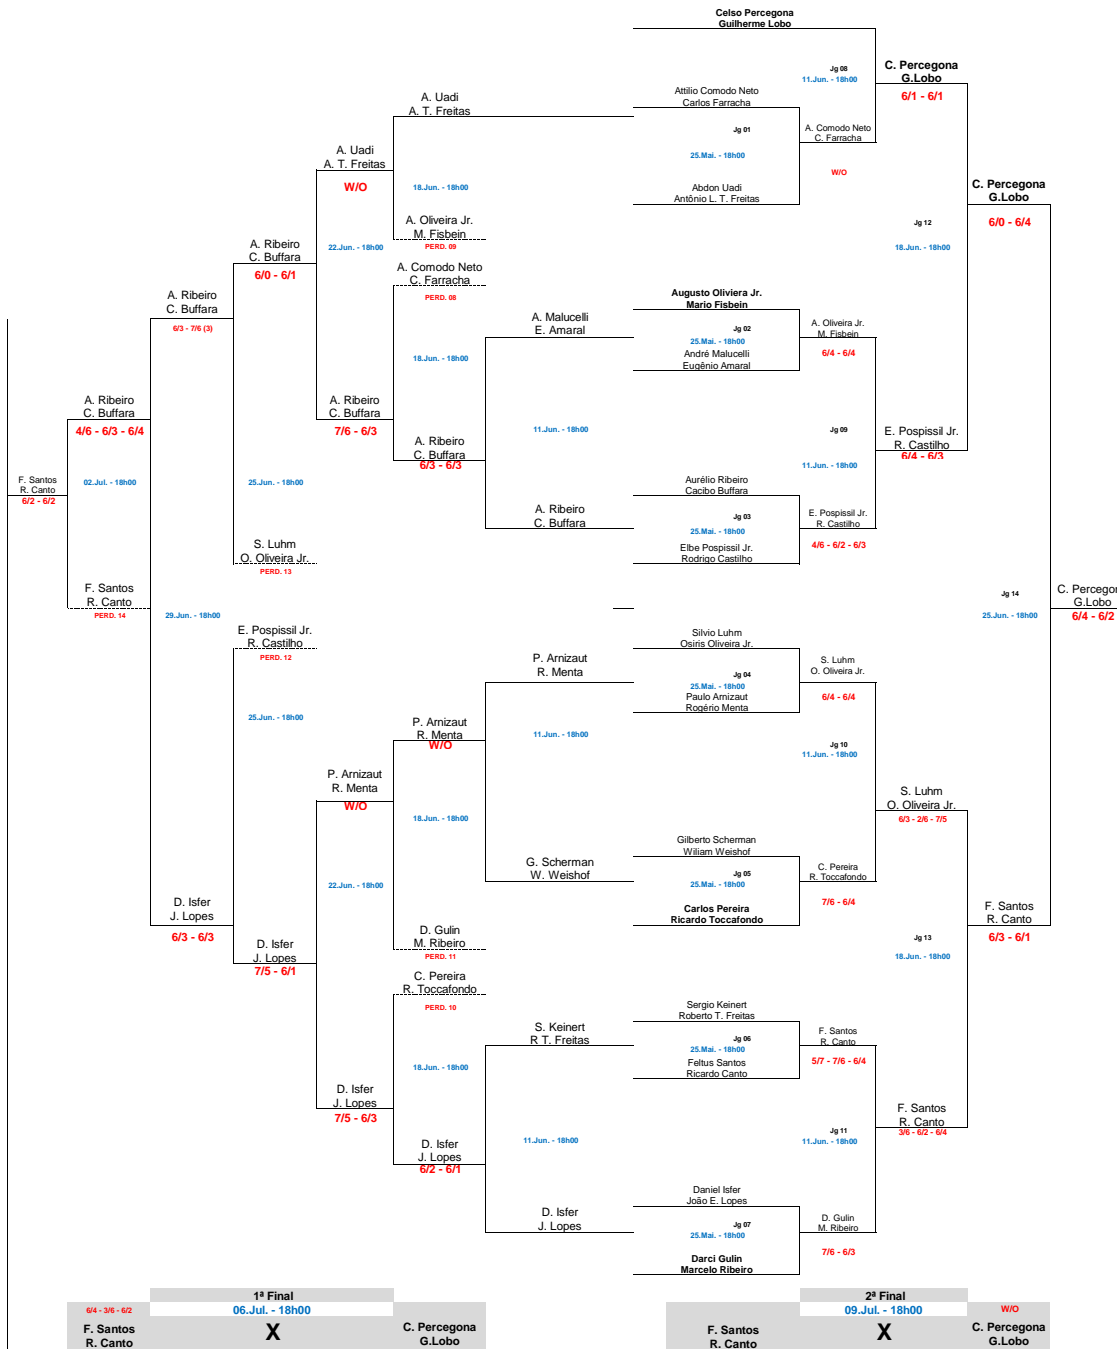 Celso Percegona
Guilherme Lobo
Jg 08
11.Jun. - 18h00
C. Percegona
G.Lobo
6/1 - 6/1
A. Uadi
A. T. Freitas
Attilio Comodo Neto
Carlos Farracha
Jg 01
25.Mai. - 18h00
A. Comodo Neto
C. Farracha
W/O
A. Uadi
A. T. Freitas
W/O
18.Jun. - 18h00
Abdon Uadi
Antônio L. T. Freitas
C. Percegona
G.Lobo
6/0 - 6/4
Jg 12
18.Jun. - 18h00
A. Oliveira Jr.
M. Fisbein
PERD. 09
22.Jun. - 18h00
A. Ribeiro
C. Buffara
6/0 - 6/1
A. Comodo Neto
C. Farracha
PERD. 08
A. Ribeiro
C. Buffara
6/3 - 7/6 (3)
A. Malucelli
E. Amaral
Augusto Oliviera Jr.
Mario Fisbein
Jg 02
25.Mai. - 18h00
André Malucelli
Eugênio Amaral
A. Oliveira Jr.
M. Fisbein
6/4 - 6/4
18.Jun. - 18h00
A. Ribeiro
C. Buffara
4/6 - 6/3 - 6/4
A. Ribeiro
C. Buffara
7/6 - 6/3
11.Jun. - 18h00
Jg 09
11.Jun. - 18h00
E. Pospissil Jr.
R. Castilho
6/4 - 6/3
A. Ribeiro
C. Buffara
6/3 - 6/3
F. Santos
R. Canto
6/2 - 6/2
02.Jul. - 18h00
25.Jun. - 18h00
Aurélio Ribeiro
Cacibo Buffara
Jg 03
25.Mai. - 18h00
Elbe Pospissil Jr.
Rodrigo Castilho
A. Ribeiro
C. Buffara
E. Pospissil Jr.
R. Castilho
4/6 - 6/2 - 6/3
S. Luhm
O. Oliveira Jr.
PERD. 13
F. Santos
R. Canto
PERD. 14
29.Jun. - 18h00
Jg 14
25.Jun. - 18h00
C. Percegon
G.Lobo
6/4 - 6/2
E. Pospissil Jr.
R. Castilho
PERD. 12
Silvio Luhm
Osiris Oliveira Jr.
Jg 04
25.Mai. - 18h00
Paulo Arnizaut
Rogério Menta
P. Arnizaut
R. Menta
S. Luhm
O. Oliveira Jr.
6/4 - 6/4
25.Jun. - 18h00
P. Arnizaut
R. Menta
W/O
11.Jun. - 18h00
Jg 10
11.Jun. - 18h00
P. Arnizaut
R. Menta
W/O
S. Luhm
O. Oliveira Jr.
6/3 - 2/6 - 7/5
18.Jun. - 18h00
Gilberto Scherman
Wiliam Weishof
Jg 05
25.Mai. - 18h00
Carlos Pereira
Ricardo Toccafondo
G. Scherman
W. Weishof
C. Pereira
R. Toccafondo
7/6 - 6/4
22.Jun. - 18h00
D. Isfer
J. Lopes
6/3 - 6/3
F. Santos
R. Canto
6/3 - 6/1
D. Gulin
M. Ribeiro
PERD. 11
D. Isfer
J. Lopes
7/5 - 6/1
Jg 13
18.Jun. - 18h00
C. Pereira
R. Toccafondo
PERD. 10
S. Keinert
R T. Freitas
Sergio Keinert
Roberto T. Freitas
Jg 06
25.Mai. - 18h00
Feltus Santos
Ricardo Canto
F. Santos
R. Canto
5/7 - 7/6 - 6/4
18.Jun. - 18h00
D. Isfer
J. Lopes
7/5 - 6/3
F. Santos
R. Canto
3/6 - 6/2 - 6/4
D. Isfer
J. Lopes
6/2 - 6/1
11.Jun. - 18h00
Jg 11
11.Jun. - 18h00
D. Isfer
J. Lopes
Daniel Isfer
João E. Lopes
Jg 07
25.Mai. - 18h00
Darci Gulin
Marcelo Ribeiro
D. Gulin
M. Ribeiro
7/6 - 6/3
1ª Final
6/4 - 3/6 - 6/2
06.Jul. - 18h00
F. Santos
R. Canto
X
C. Percegona
G.Lobo
2ª Final
09.Jul. - 18h00
W/O
F. Santos
R. Canto
X
C. Percegona
G.Lobo